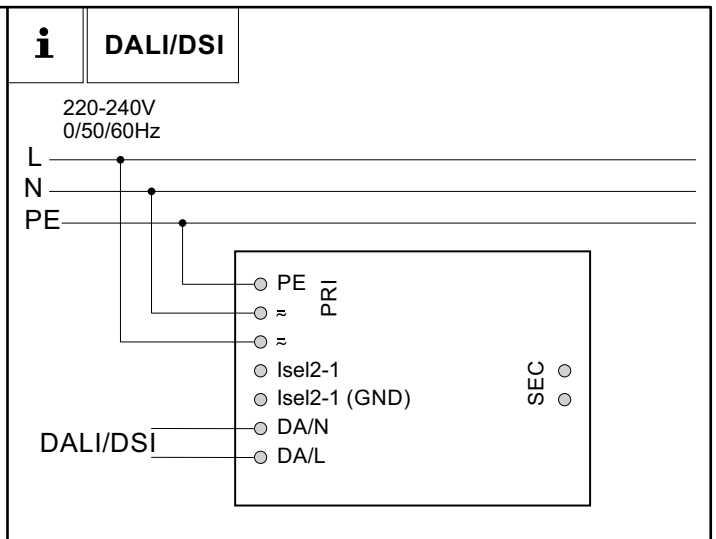 i
DALI/DSI
220-240V
0/50/60Hz
L
N
PE
PE
PRI
≂
≂
Isel2-1
Isel2-1 (GND)
SEC
DA/N
DALI/DSI
DA/L